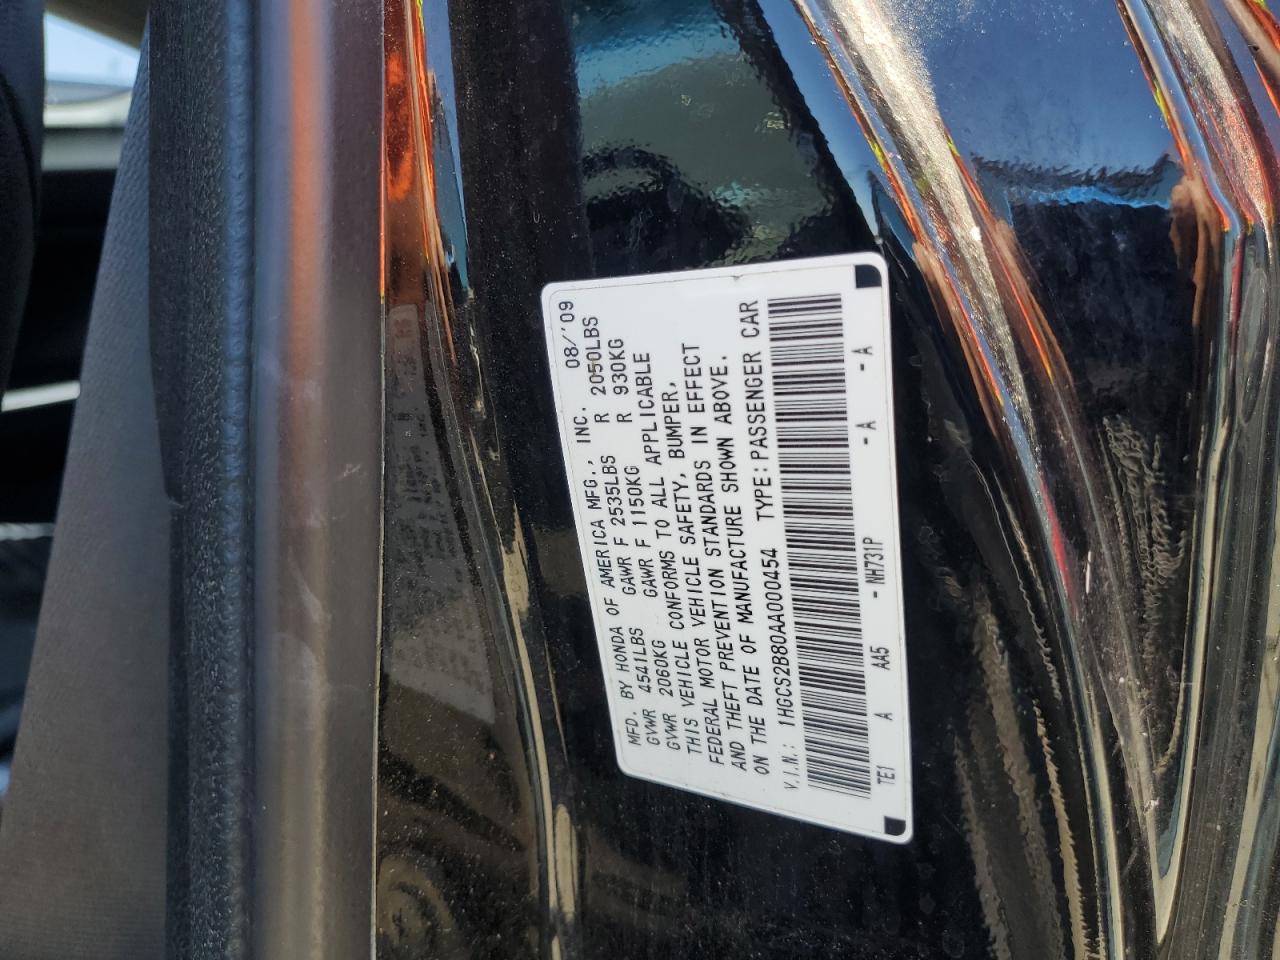 MFD. BY HONDA OF AMERICA MFG., INC. 08/'09
GVWR 4541LBS GAWR F 2535LBS R 2050LBS
GVWR 2060KG GAWR F 1150KG R 930KG
THIS VEHICLE CONFORMS TO ALL APPLICABLE
FEDERAL MOTOR VEHICLE SAFETY, BUMPER,
AND THEFT PREVENTION STANDARDS IN EFFECT
ON THE DATE OF MANUFACTURE SHOWN ABOVE.
V.I.N.: 1HGCS2B80AA000454 TYPE: PASSENGER CAR
TE1 A AA5 - NH731P - A - A